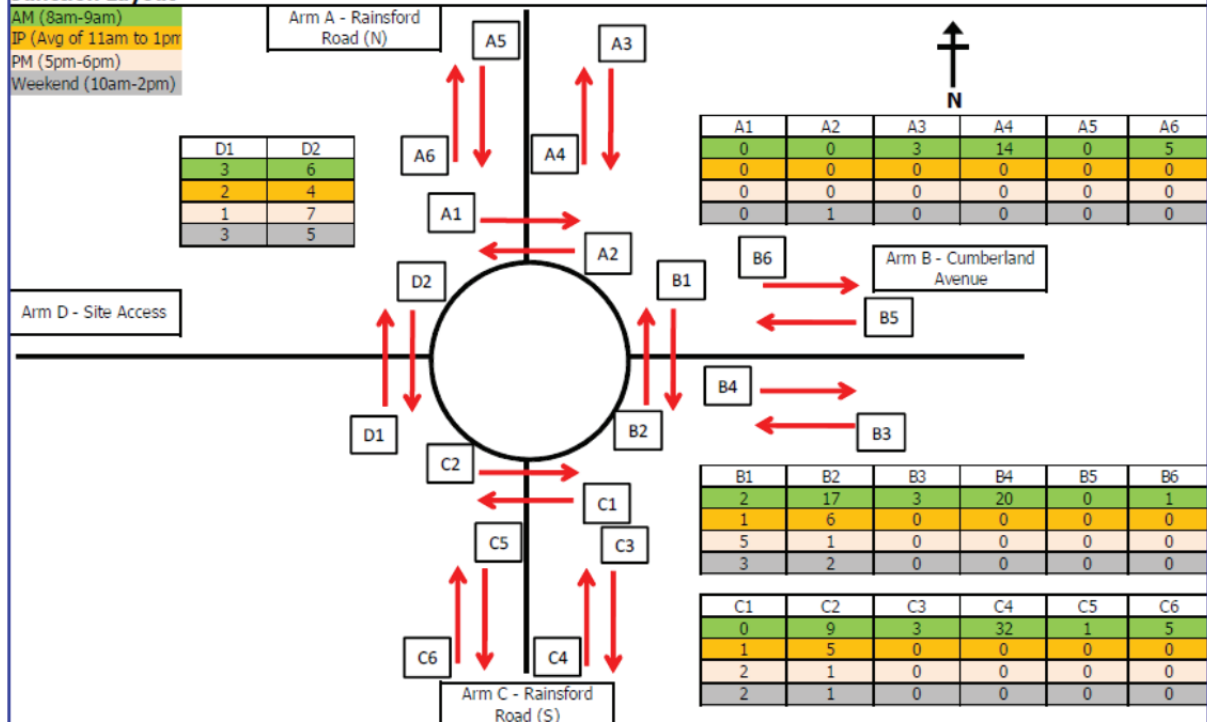 AM (8am-9am)
IP (Avg of 11am to 1pm
PM (5pm-6pm)
Weekend (10am-2pm)
Arm A - Rainsford
Road (N)
A5
A3
N
A6
A4
A1
A2
D1 D2
3 6
2 4
1 7
3 5
A1 A2 A3 A4 A5 A6
0 0 3 14 0 5
0 0 0 0 0 0
0 0 0 0 0 0
0 1 0 0 0 0
Arm D - Site Access
D2
B1
B6
Arm B - Cumberland
Avenue
B5
B4
D1
B2
B3
C2
C1
C5
C3
B1 B2 B3 B4 B5 B6
2 17 3 20 0 1
1 6 0 0 0 0
5 1 0 0 0 0
3 2 0 0 0 0
C1 C2 C3 C4 C5 C6
0 9 3 32 1 5
1 5 0 0 0 0
2 1 0 0 0 0
2 1 0 0 0 0
C6
C4
Arm C - Rainsford
Road (S)